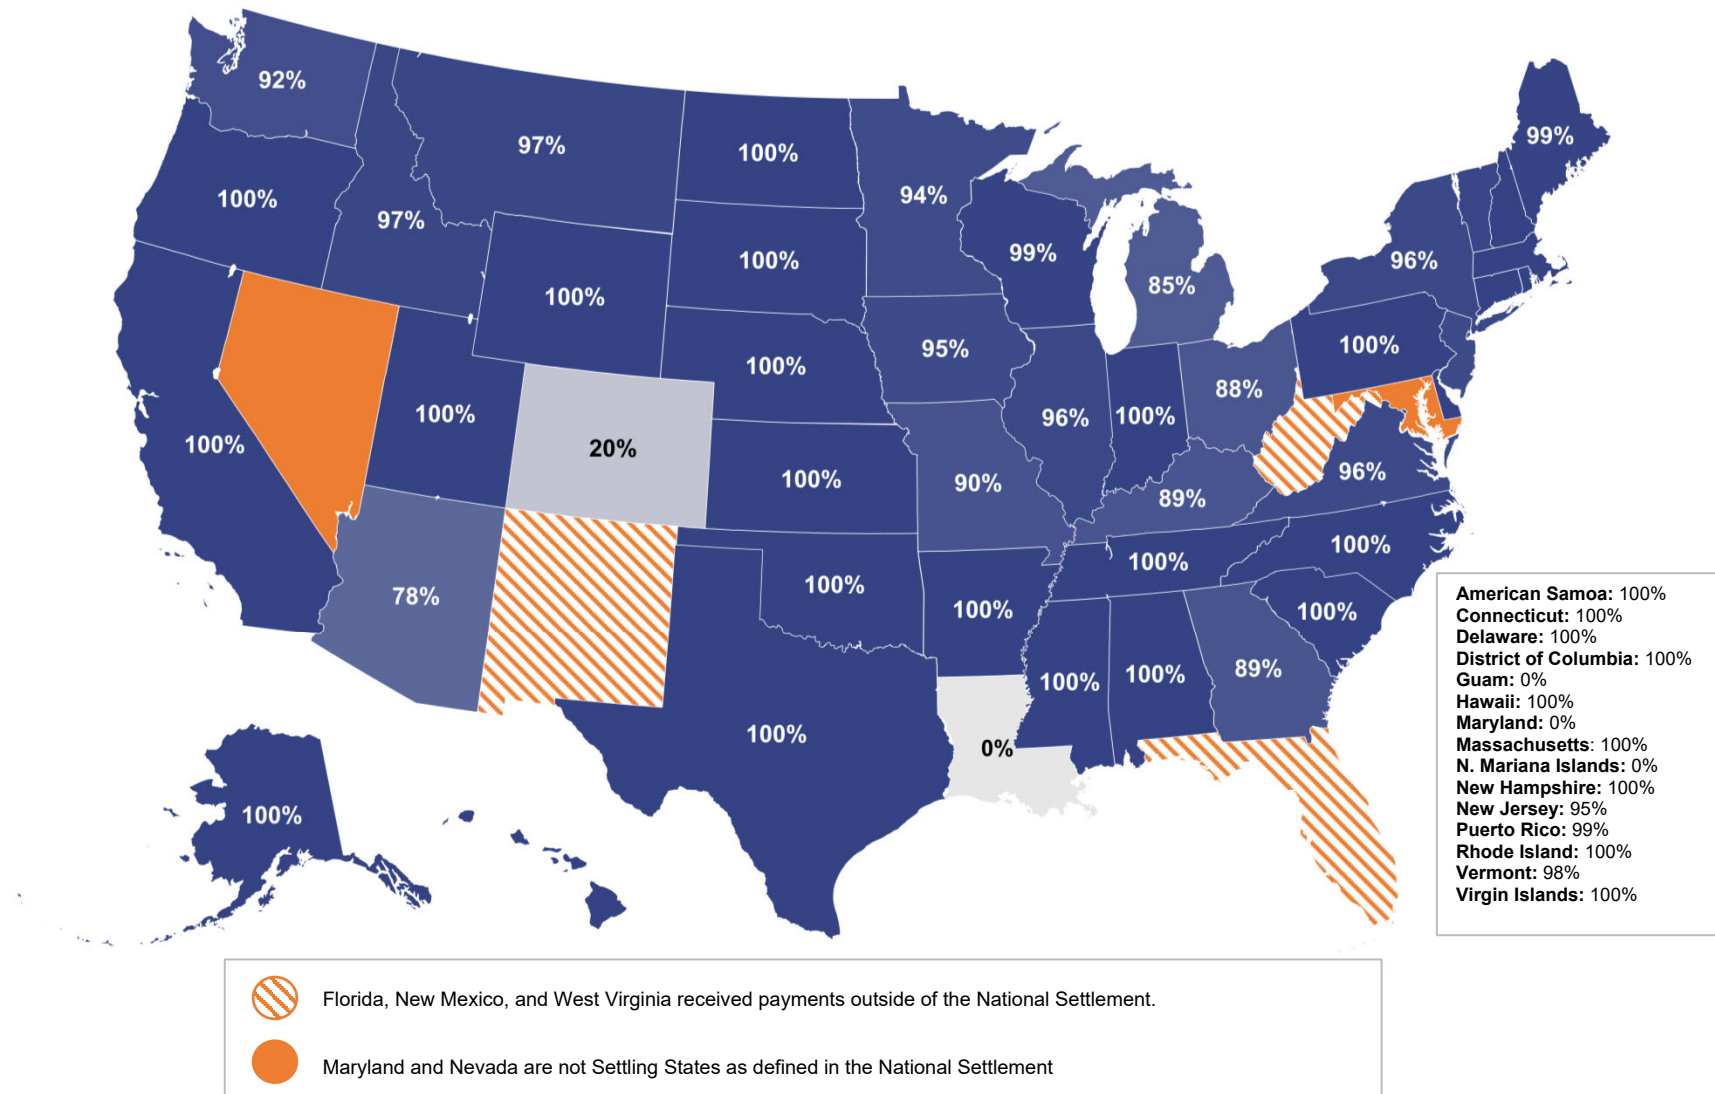 92%
97%
100%
99%
100%
94%
100%
97%
99%
96%
100%
85%
100%
95%
100%
100%
88%
100%
96%
100%
100%
20%
96%
100%
90%
89%
100%
100%
100%
78%
100%
100%
89%
100%
100%
100%
0%
100%
American Samoa: 100%
Connecticut: 100%
Delaware: 100%
District of Columbia: 100%
Guam: 0%
Hawaii: 100%
Maryland: 0%
Massachusetts: 100%
N. Mariana Islands: 0%
New Hampshire: 100%
New Jersey: 95%
Puerto Rico: 99%
Rhode Island: 100%
Vermont: 98%
Virgin Islands: 100%
Florida, New Mexico, and West Virginia received payments outside of the National Settlement.
Maryland and Nevada are not Settling States as defined in the National Settlement